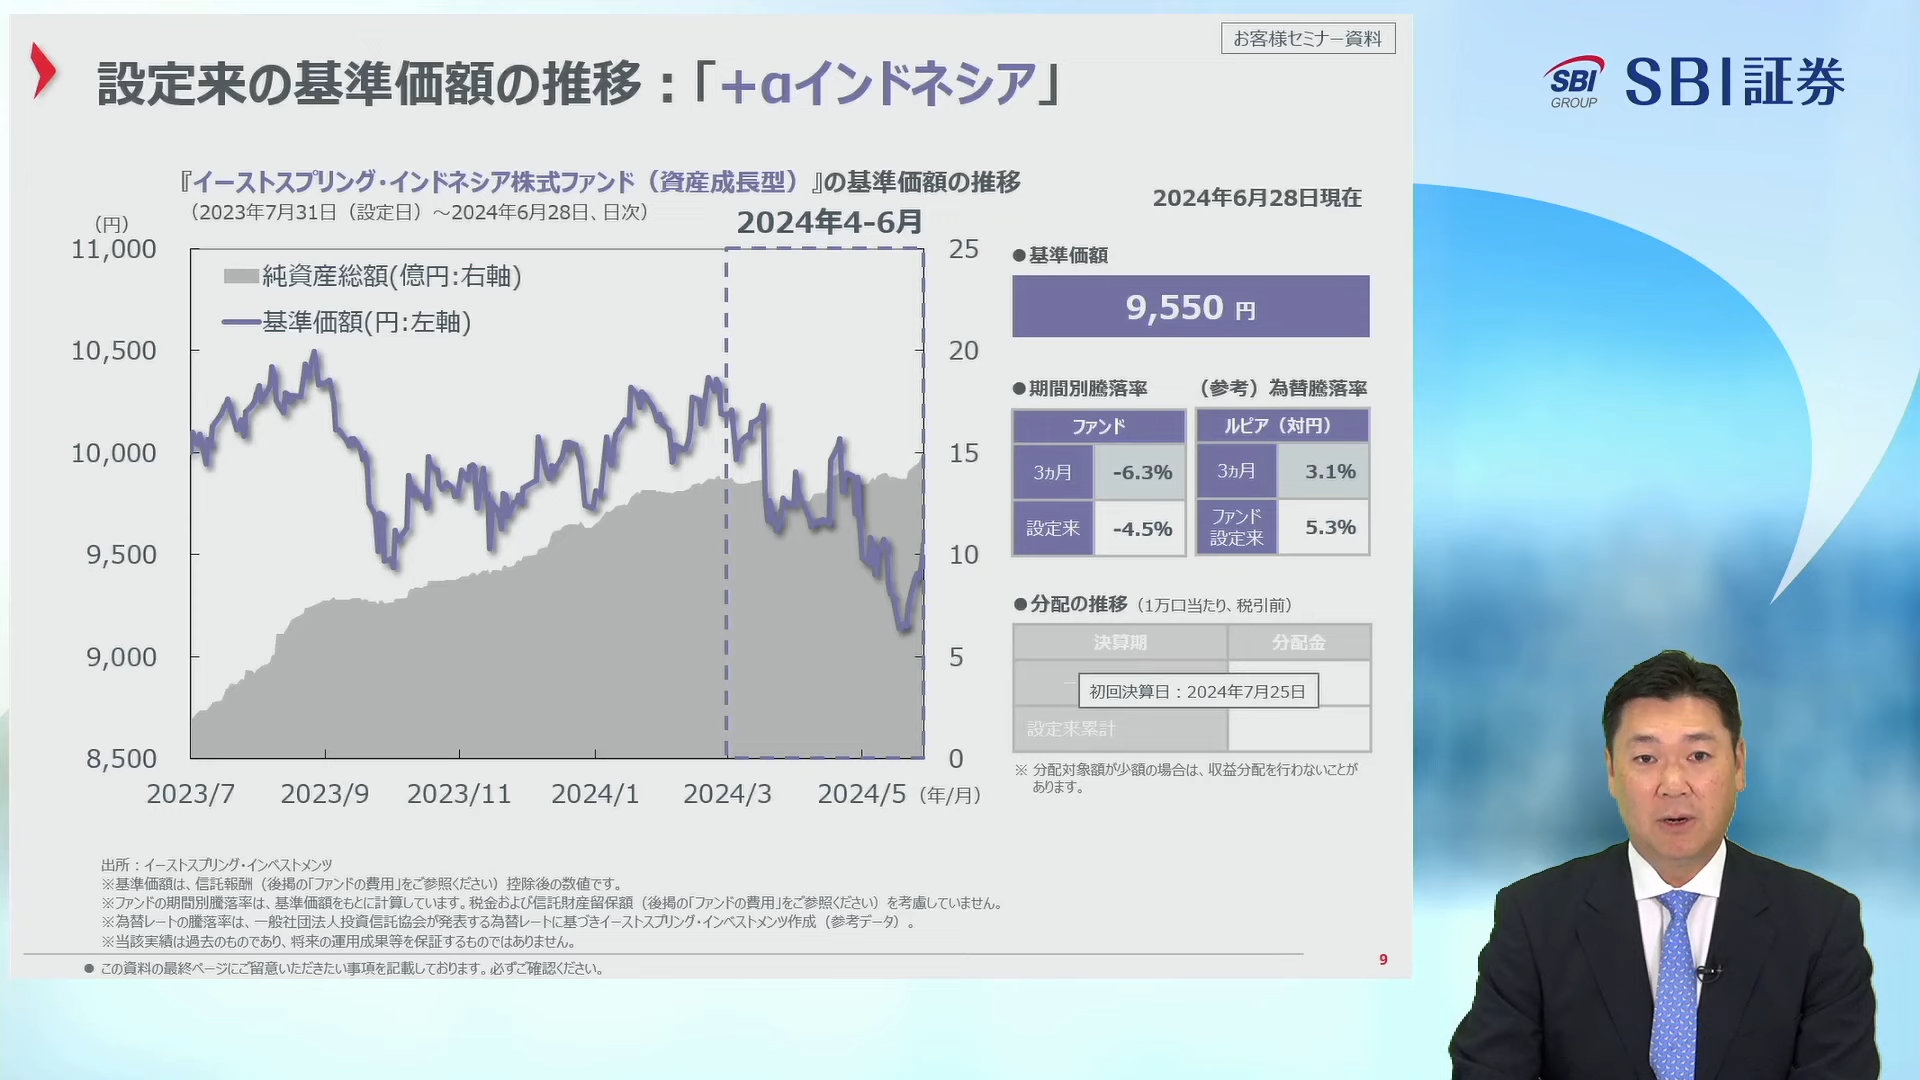 お客様セミナー資料
設定来の基準価額の推移：「+αインドネシア」
SBI GROUP
SBI証券
『イーストスプリング・インドネシア株式ファンド（資産成長型）』の基準価額の推移
（2023年7月31日（設定日）～2024年6月28日、日次）
2024年6月28日現在
2024年4-6月
（円）
11,000
10,500
10,000
9,500
9,000
8,500
純資産総額(億円:右軸)
基準価額(円:左軸)
25
20
15
10
5
0
2023/7 2023/9 2023/11 2024/1 2024/3 2024/5（年/月）
●基準価額
9,550 円
●期間別騰落率
ファンド
3ヵ月 -6.3%
設定来 -4.5%
（参考）為替騰落率
ルピア（対円）
3ヵ月 3.1%
ファンド設定来 5.3%
●分配の推移（1万口当たり、税引前）
決算期 分配金
初回決算日：2024年7月25日
設定来累計
※ 分配対象額が少額の場合は、収益分配を行わないことが
あります。
出所：イーストスプリング・インベストメンツ
※基準価額は、信託報酬（後掲の「ファンドの費用」をご参照ください）控除後の数値です。
※ファンドの期間別騰落率は、基準価額をもとに計算しています。税金および信託財産留保額（後掲の「ファンドの費用」をご参照ください）を考慮していません。
※為替レートの騰落率は、一般社団法人投資信託協会が発表する為替レートに基づきイーストスプリング・インベストメンツ作成（参考データ）。
※当該実績は過去のものであり、将来の運用成果等を保証するものではありません。
● この資料の最終ページにご留意いただきたい事項を記載しております。必ずご確認ください。
9